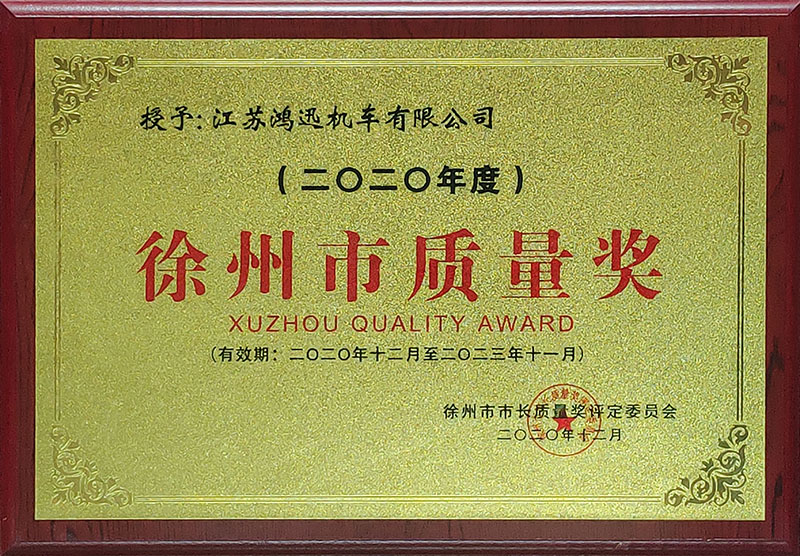 授予：江苏鸿迅机车有限公司
（二〇二〇年度）
徐州市质量奖
XUZHOU QUALITY AWARD
（有效期：二〇二〇年十二月至二〇二三年十一月）
徐州市市长质量奖评定委员会
二〇二〇年十二月